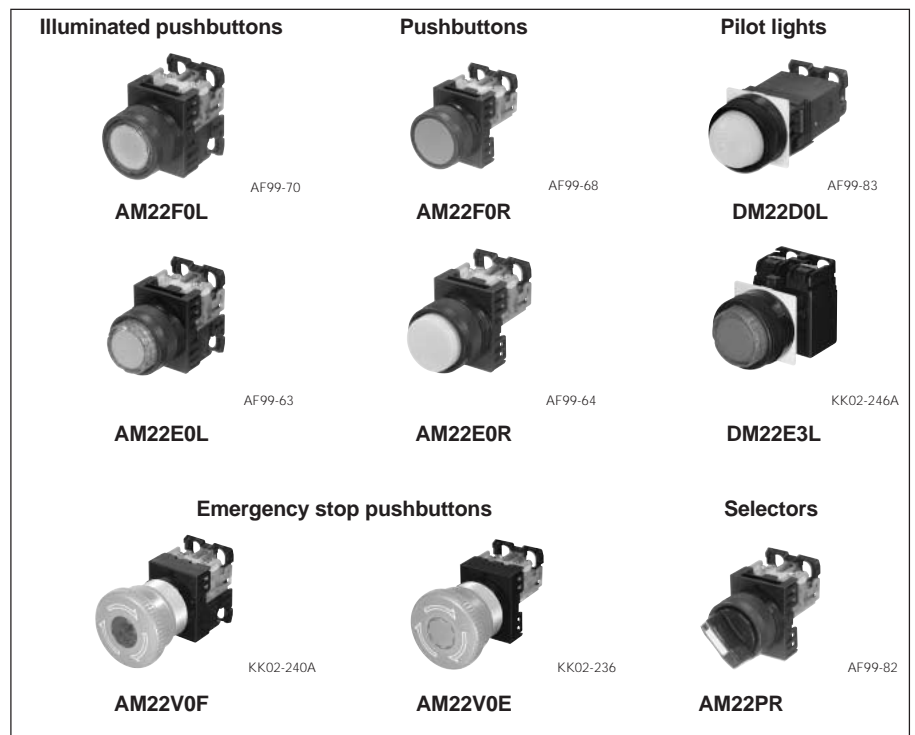 Illuminated pushbuttons
Pushbuttons
Pilot lights
AF99-70
AF99-68
AF99-83
AM22F0L
AM22F0R
DM22D0L
AF99-63
AF99-64
KK02-246A
AM22E0L
AM22E0R
DM22E3L
Emergency stop pushbuttons
Selectors
KK02-240A
KK02-236
AF99-82
AM22V0F
AM22V0E
AM22PR